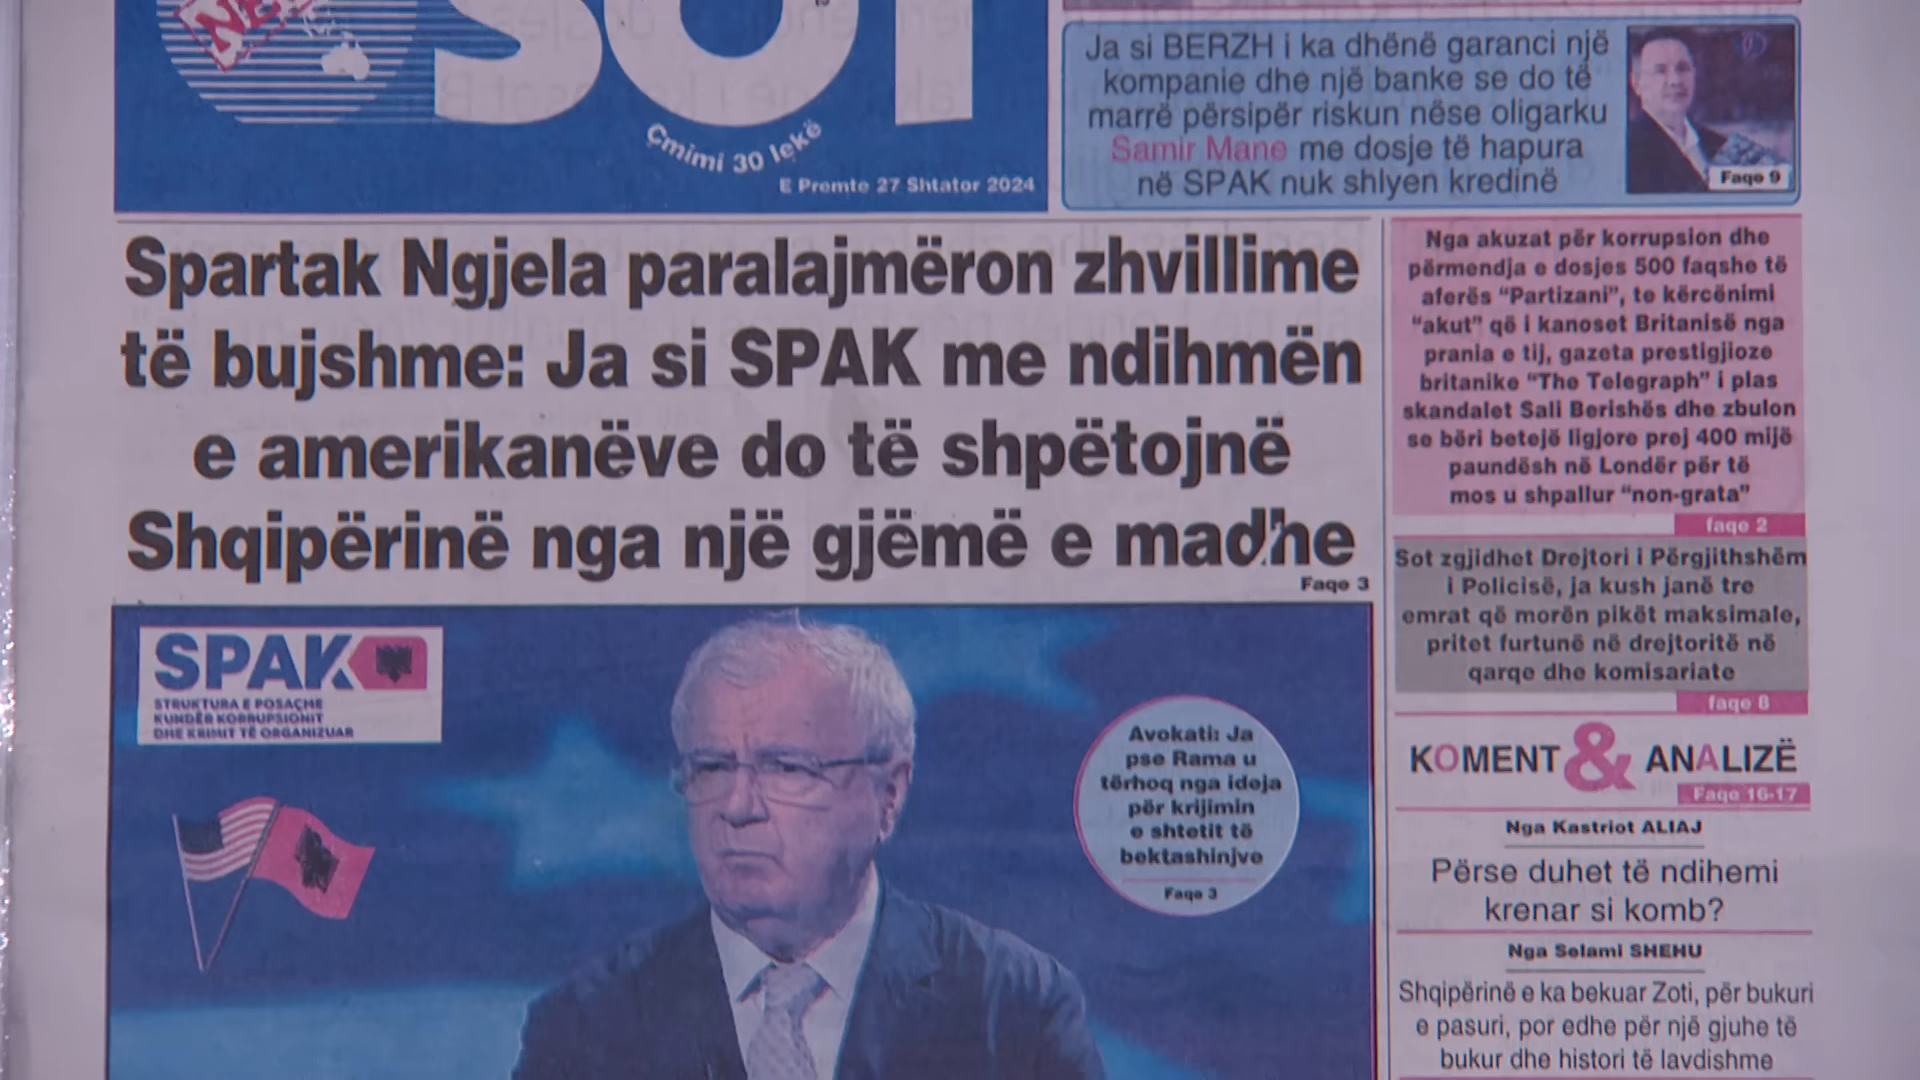 SOT
Çmimi 30 lekë
E Premte 27 Shtator 2024
Ja si BERZH i ka dhënë garanci një
kompanie dhe një banke se do të
marrë përsipër riskun nëse oligarku
Samir Mane me dosje të hapura
në SPAK nuk shlyen kredinë
Faqe 9
Spartak Ngjela paralajmëron zhvillime
të bujshme: Ja si SPAK me ndihmën
e amerikanëve do të shpëtojnë
Shqipërinë nga një gjëmë e madhe
Faqe 3
SPAK
STRUKTURA E POSAÇME
KUNDËR KORRUPSIONIT
DHE KRIMIT TË ORGANIZUAR
Avokati: Ja
pse Rama u
tërhoq nga ideja
për krijimin
e shtetit të
bektashinjve
Faqe 3
Nga akuzat për korrupsion dhe
përmendja e dosjes 500 faqshe të
aferës “Partizani”, te kërcënimi
“akut” që i kanoset Britanisë nga
prania e tij, gazeta prestigjioze
britanike “The Telegraph” i plas
skandalet Sali Berishës dhe zbulon
se bëri betejë ligjore prej 400 mijë
paundësh në Londër për të
mos u shpallur “non-grata”
faqe 2
Sot zgjidhet Drejtori i Përgjithshëm
i Policisë, ja kush janë tre
emrat që morën pikët maksimale,
pritet furtunë në drejtoritë në
qarqe dhe komisariate
faqe 8
KOMENT & ANALIZË
Faqe 16-17
Nga Kastriot ALIAJ
Përse duhet të ndihemi
krenar si komb?
Nga Selami SHEHU
Shqipërinë e ka bekuar Zoti, për bukuri
e pasuri, por edhe për një gjuhe të
bukur dhe histori të lavdishme